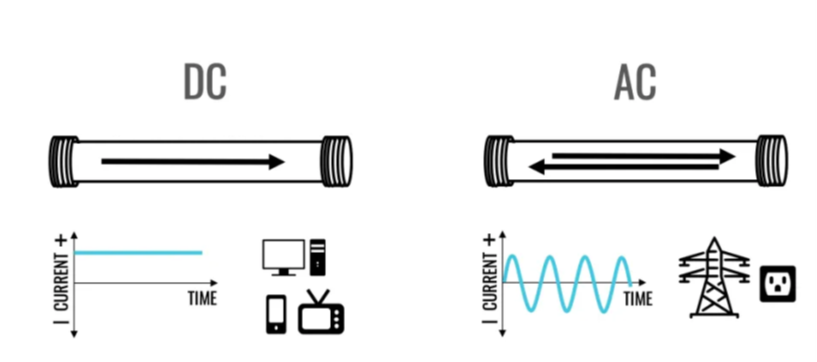 DC
AC
− CURRENT +
TIME
− CURRENT +
TIME